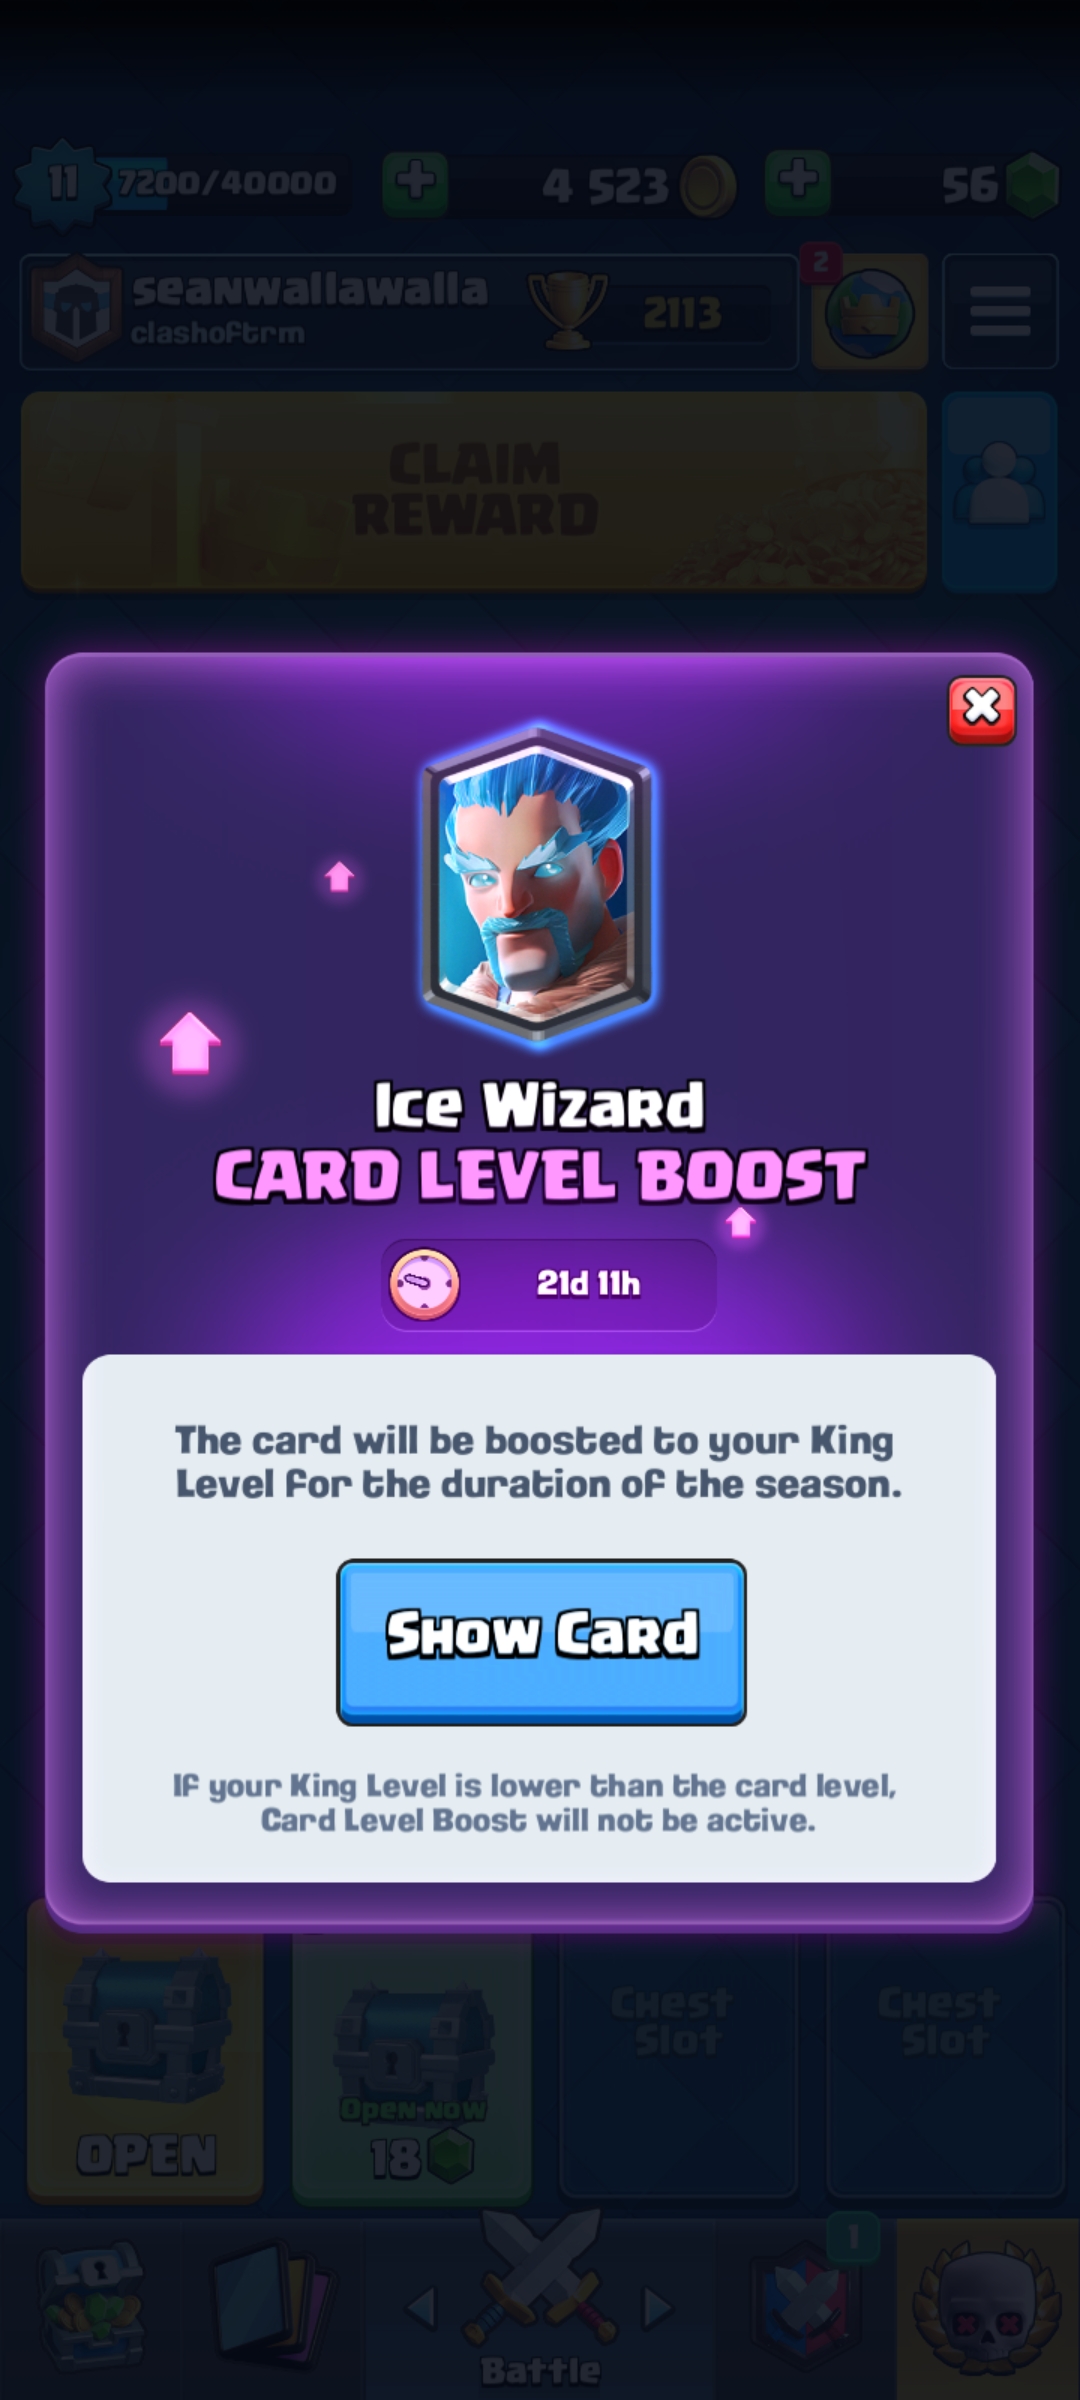 11 7200/40000 4 523 56
seanwallawalla 2113 2
clashoftrm
CLAIM
REWARD
Ice Wizard
CARD LEVEL BOOST
21d 11h
The card will be boosted to your King
Level for the duration of the season.
Show Card
If your King Level is lower than the card level,
Card Level Boost will not be active.
Chest
Slot
Chest
Slot
OPEN
Open now
18
1
Battle